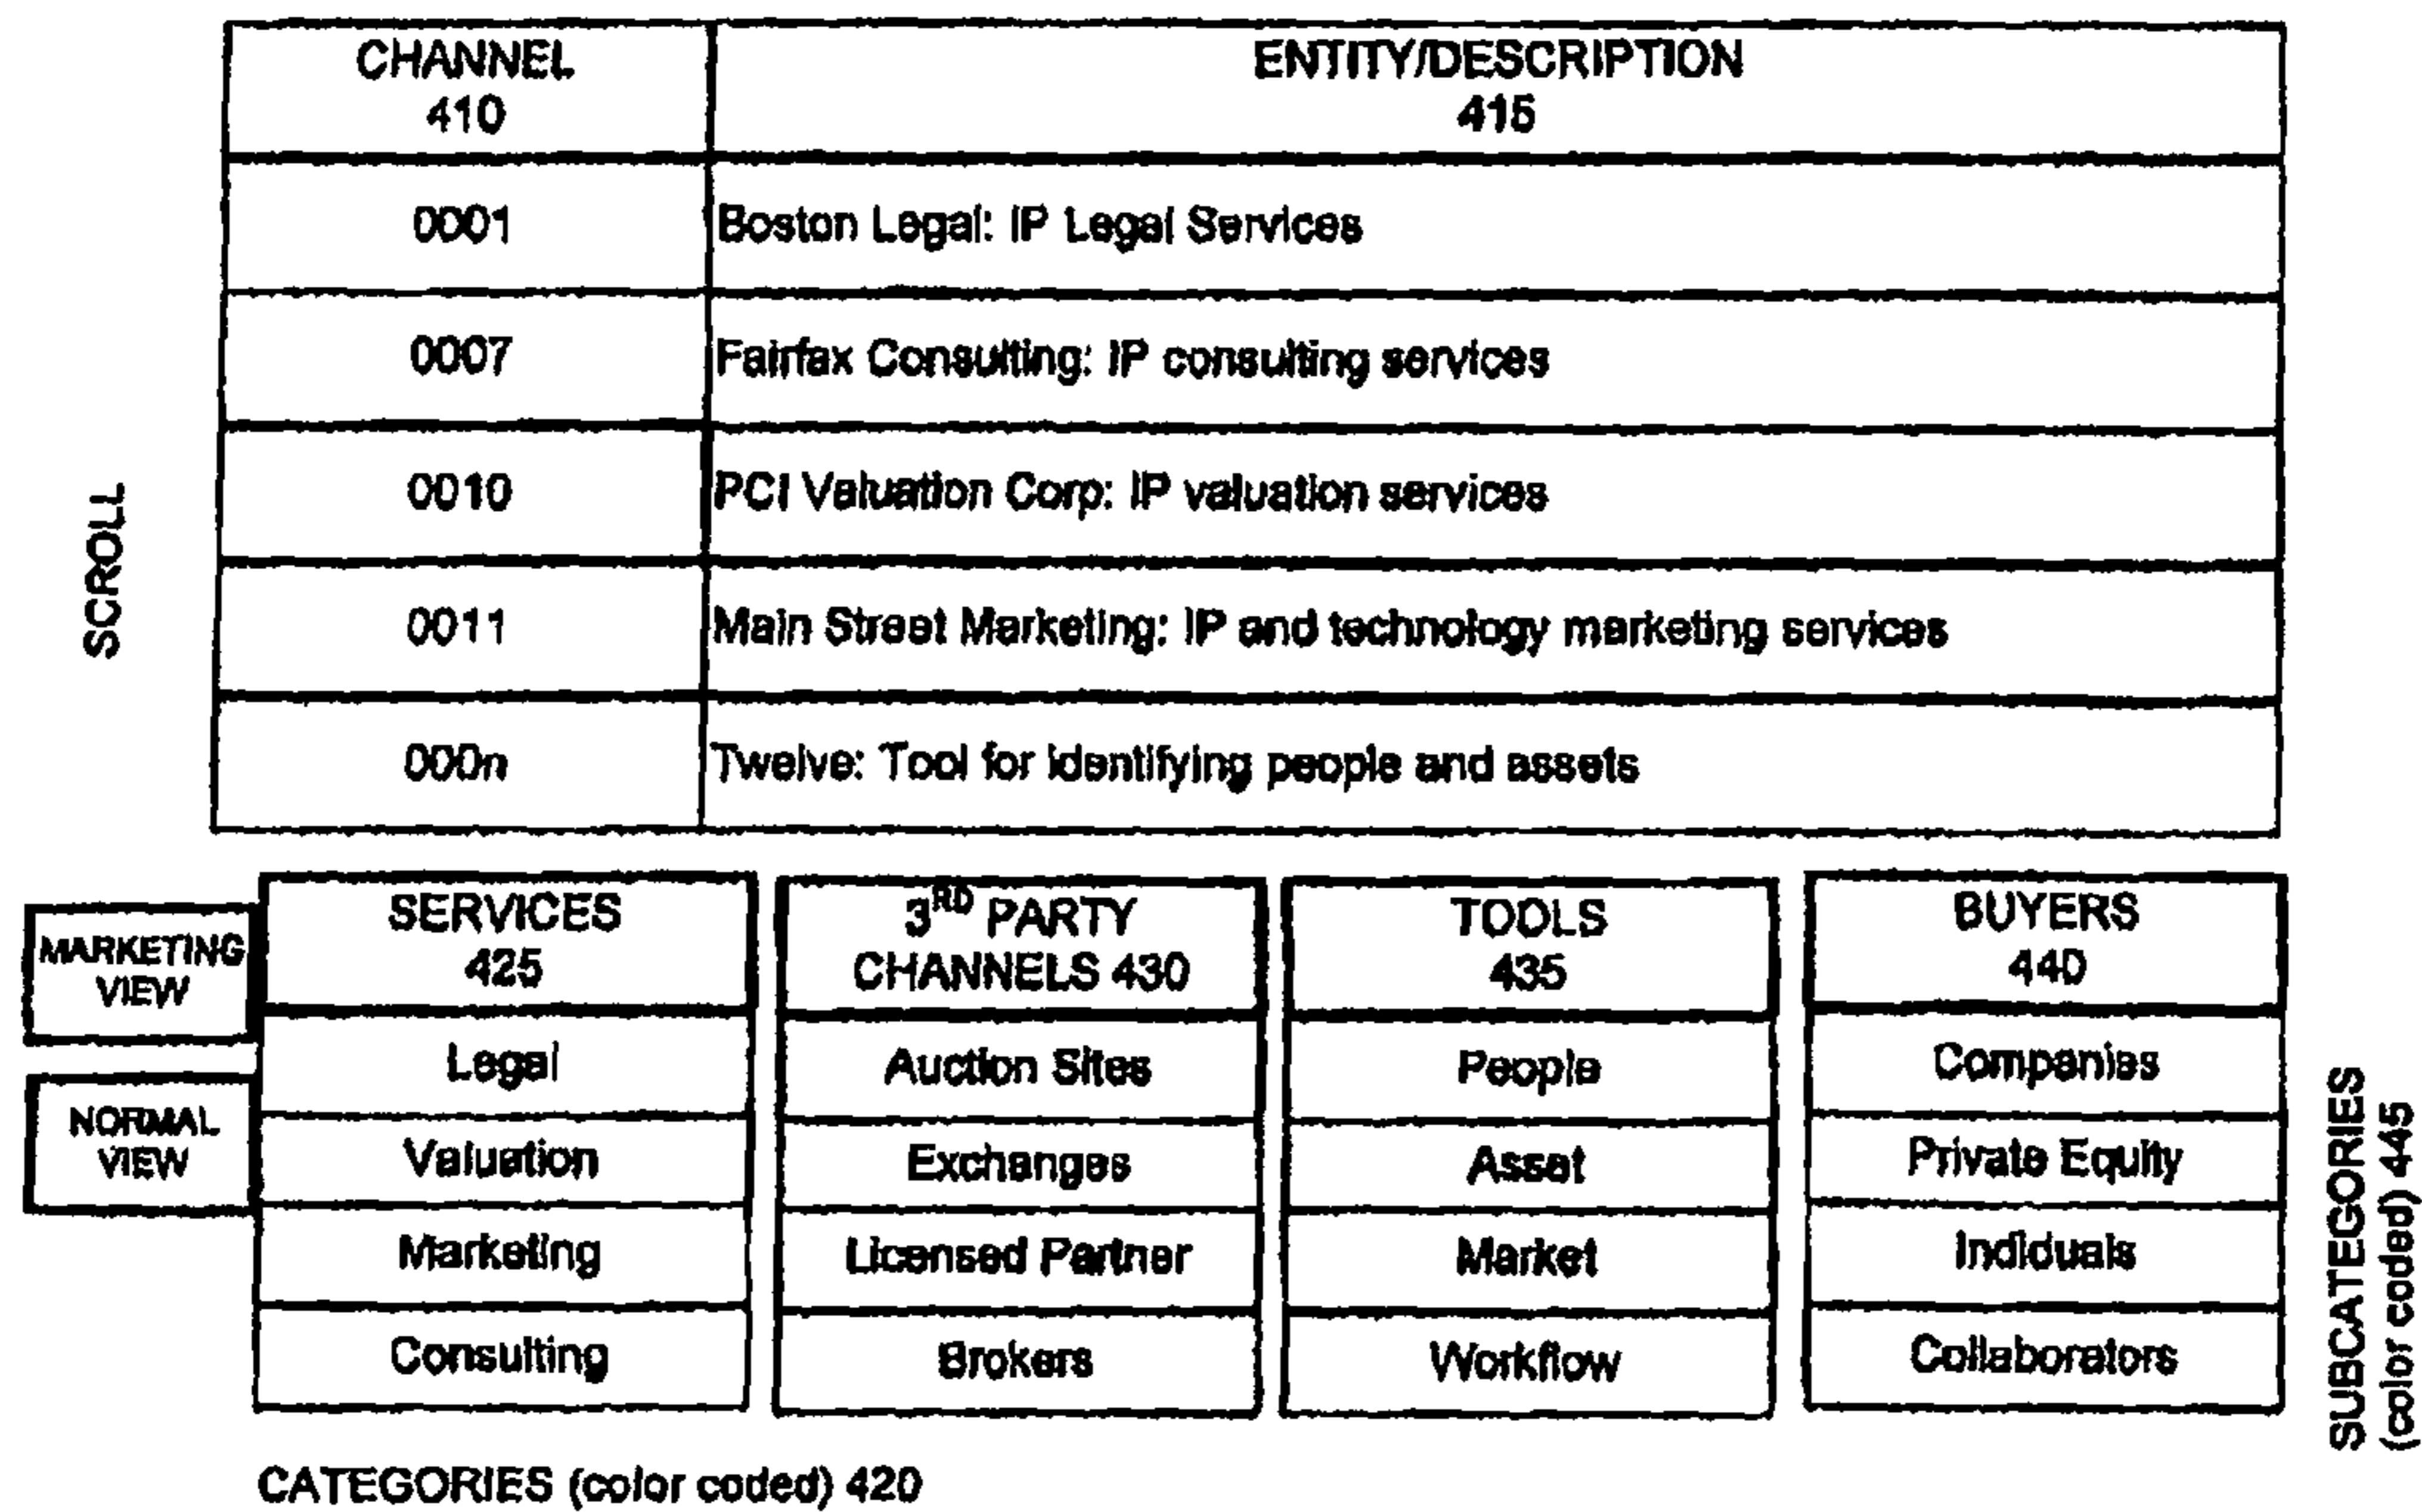 CHANNEL
410
ENTITY/DESCRIPTION
415
0001
Boston Legal: IP Legal Services
0007
Fairfax Consulting: IP consulting services
0010
PCI Valuation Corp: IP valuation services
0011
Main Street Marketing: IP and technology marketing services
000n
Twelve: Tool for identifying people and assets
SCROLL
MARKETING
VIEW
NORMAL
VIEW
SERVICES
425
Legal
Valuation
Marketing
Consulting
3RD PARTY
CHANNELS 430
Auction Sites
Exchanges
Licensed Partner
Brokers
TOOLS
435
People
Asset
Market
Workflow
BUYERS
440
Companies
Private Equity
Indiduals
Collaborators
SUBCATEGORIES
(color coded) 445
CATEGORIES (color coded) 420